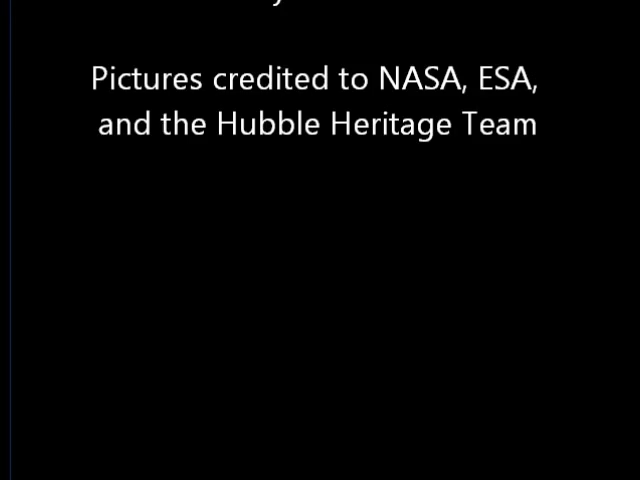 Pictures credited to NASA, ESA,
and the Hubble Heritage Team